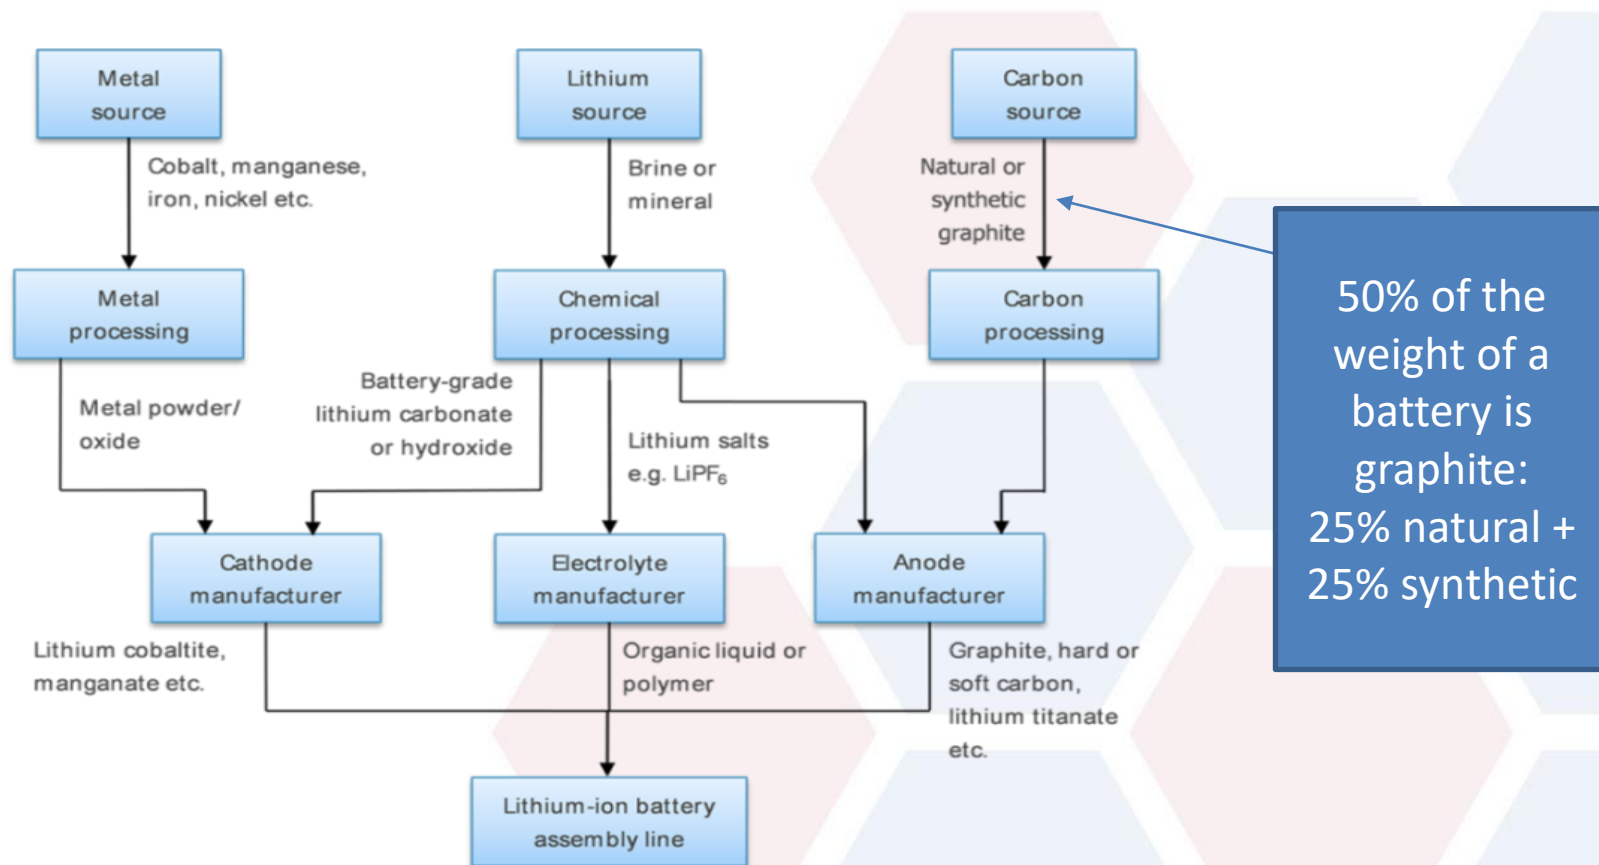 Metal
source
Lithium
source
Carbon
source
Cobalt, manganese,
iron, nickel etc.
Brine or
mineral
Natural or
synthetic
graphite
Metal
processing
Chemical
processing
Carbon
processing
50% of the
weight of a
battery is
graphite:
25% natural +
25% synthetic
Metal powder/
oxide
Battery-grade
lithium carbonate
or hydroxide
Lithium salts
e.g. LiPF₆
Cathode
manufacturer
Electrolyte
manufacturer
Anode
manufacturer
Lithium cobaltite,
manganate etc.
Organic liquid or
polymer
Graphite, hard or
soft carbon,
lithium titanate
etc.
Lithium-ion battery
assembly line